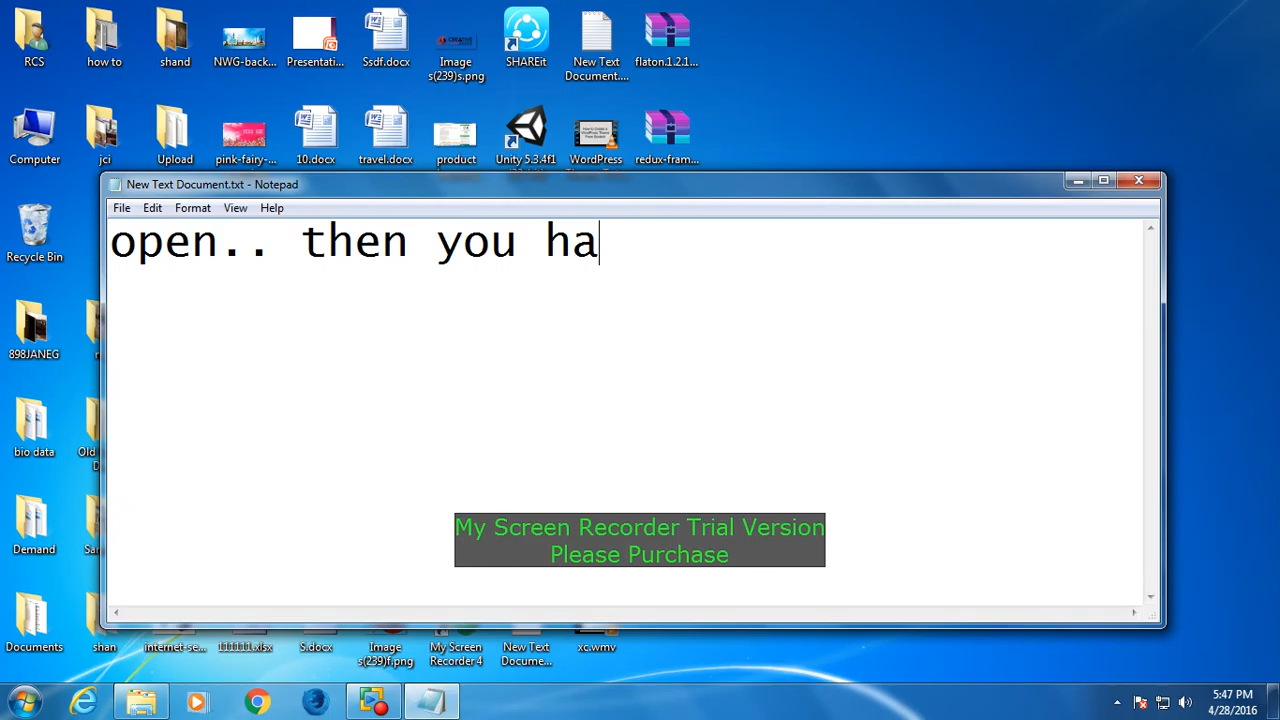 RCS
how to
shand
NWG-back...
Presentati...
Ssdf.docx
Image
s(239)s.png
SHAREit
New Text
Document....
flaton.1.2.1...
Computer
jci
Upload
pink-fairy-...
10.docx
travel.docx
product
Unity 5.3.4f1
WordPress
redux-fram...
New Text Document.txt - Notepad
File Edit Format View Help
open.. then you ha
Recycle Bin
898JANEG
bio data
Old
Demand
My Screen Recorder Trial Version
Please Purchase
Documents
shan
internet-se...
111111.xlsx
S.docx
Image
s(239)f.png
My Screen
Recorder 4
New Text
Docume...
xc.wmv
5:47 PM
4/28/2016